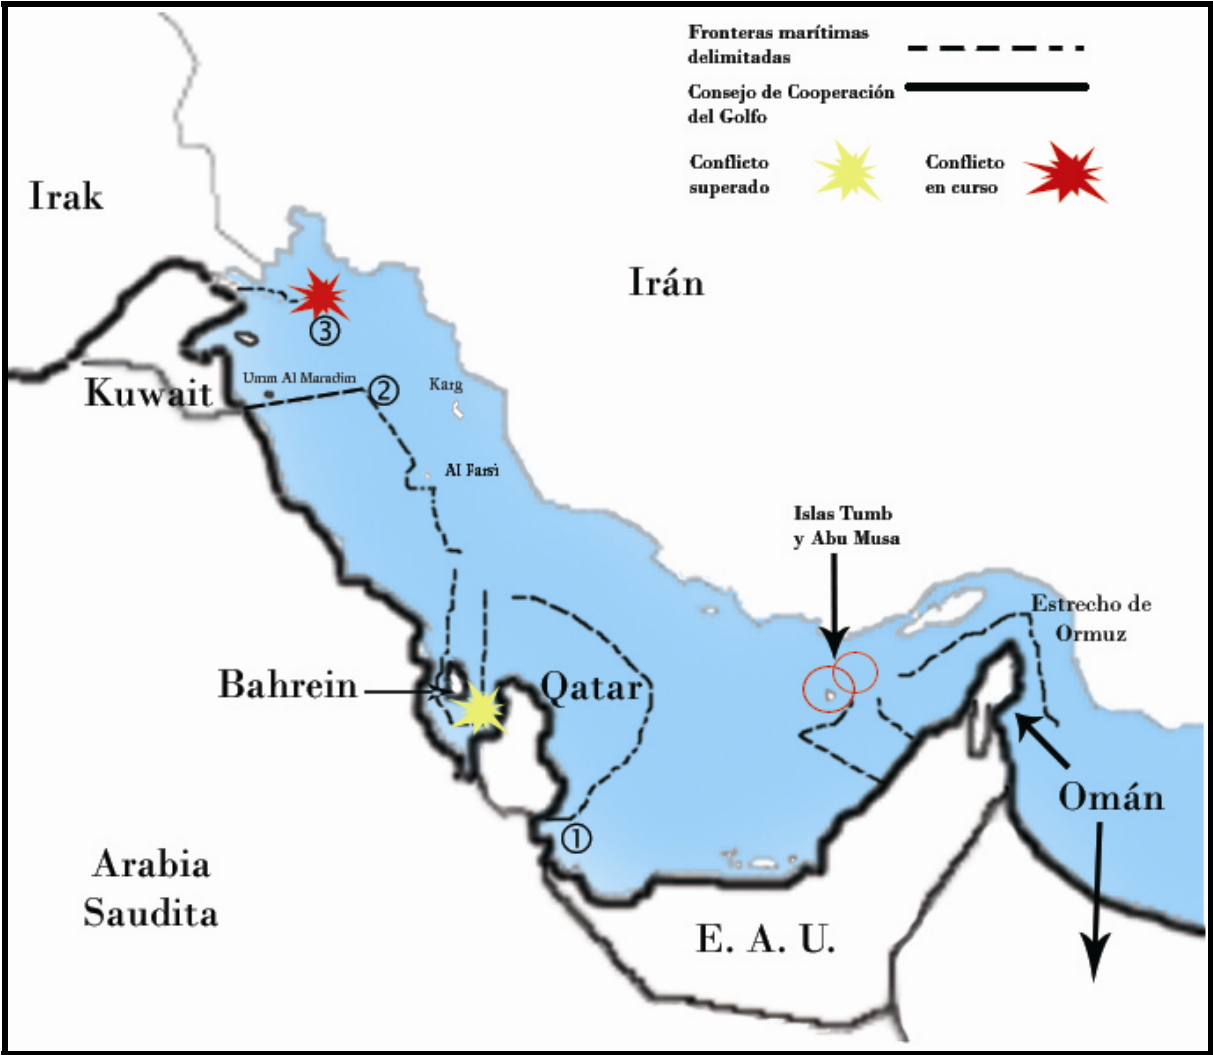 Fronteras marítimas
delimitadas
Consejo de Cooperación
del Golfo
Conflicto
superado
Conflicto
en curso
Irak
Irán
③
Kuwait
Umm Al Maradim
②
Karg
Al Farsi
Islas Tumb
y Abu Musa
Estrecho de
Ormuz
Bahrein
Qatar
Omán
①
Arabia
Saudita
E. A. U.